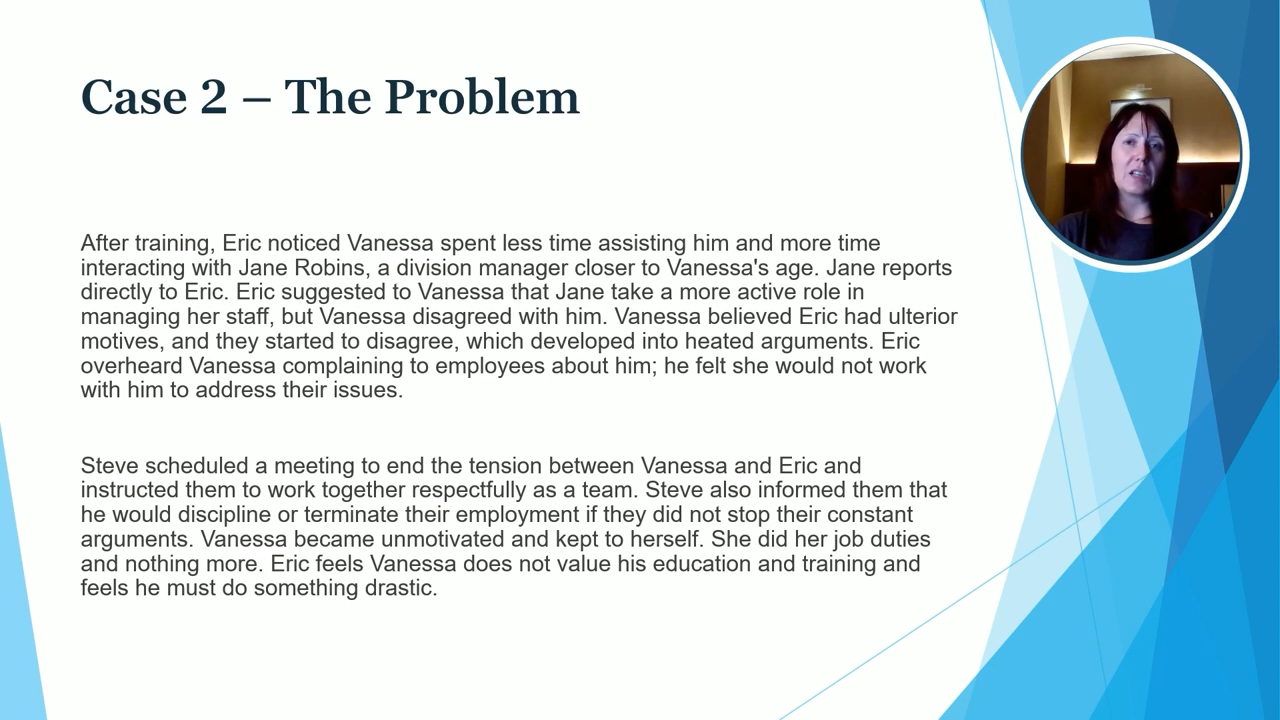 Case 2 – The Problem
After training, Eric noticed Vanessa spent less time assisting him and more time
interacting with Jane Robins, a division manager closer to Vanessa's age. Jane reports
directly to Eric. Eric suggested to Vanessa that Jane take a more active role in
managing her staff, but Vanessa disagreed with him. Vanessa believed Eric had ulterior
motives, and they started to disagree, which developed into heated arguments. Eric
overheard Vanessa complaining to employees about him; he felt she would not work
with him to address their issues.
Steve scheduled a meeting to end the tension between Vanessa and Eric and
instructed them to work together respectfully as a team. Steve also informed them that
he would discipline or terminate their employment if they did not stop their constant
arguments. Vanessa became unmotivated and kept to herself. She did her job duties
and nothing more. Eric feels Vanessa does not value his education and training and
feels he must do something drastic.